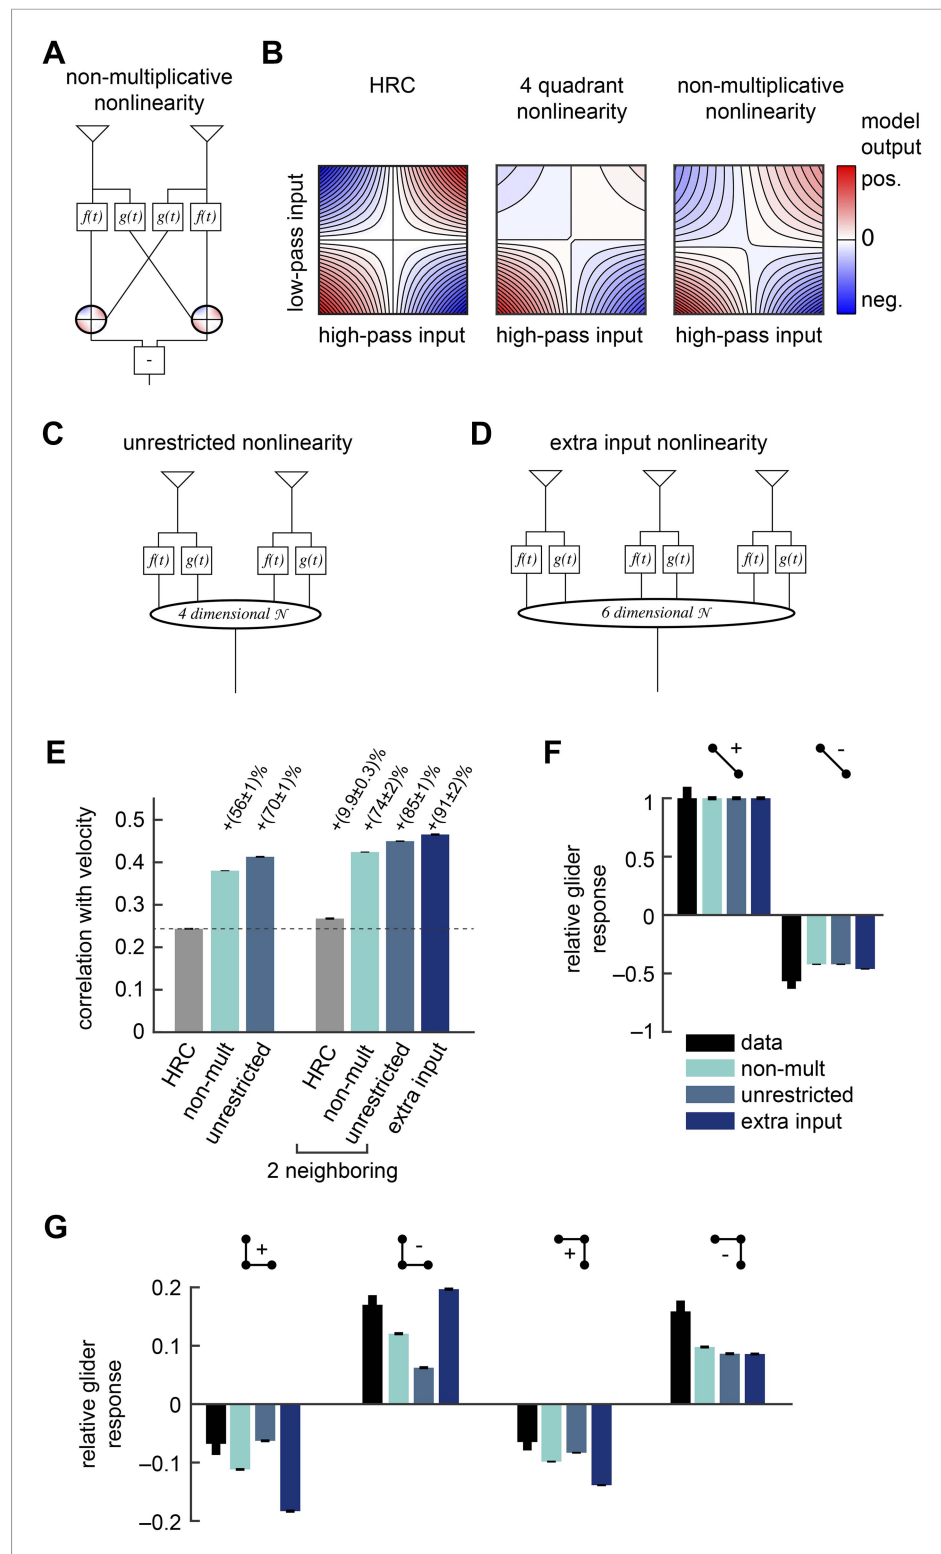 A
non-multiplicative
nonlinearity
f(t)
g(t)
g(t)
f(t)
-
B
HRC
4 quadrant
nonlinearity
non-multiplicative
nonlinearity
model
output
pos.
0
neg.
low-pass input
high-pass input
high-pass input
high-pass input
C
unrestricted nonlinearity
f(t)
g(t)
f(t)
g(t)
4 dimensional 𝒩
D
extra input nonlinearity
f(t)
g(t)
f(t)
g(t)
f(t)
g(t)
6 dimensional 𝒩
E
+(56±1)%
+(70±1)%
+(9.9±0.3)%
+(74±2)%
+(85±1)%
+(91±2)%
correlation with velocity
0.5
0.4
0.3
0.2
0.1
0
HRC
non-mult
unrestricted
HRC
non-mult
unrestricted
extra input
2 neighboring
F
+
-
relative glider
response
1
0.5
0
–0.5
–1
data
non-mult
unrestricted
extra input
G
+
-
+
-
relative glider
response
0.2
0.1
0
–0.1
–0.2